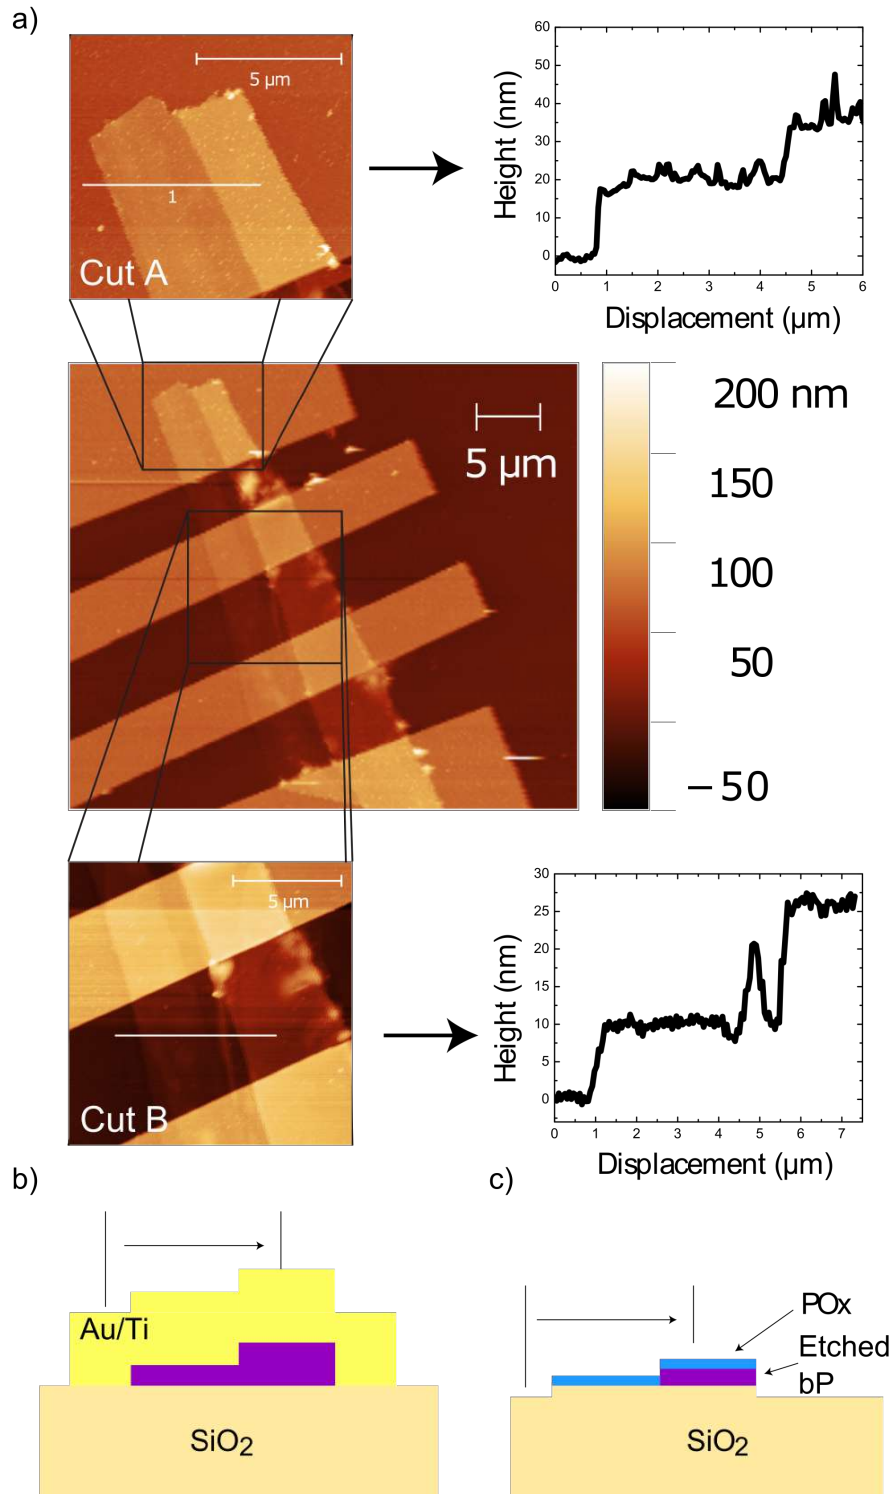 a)
5 µm
1
Cut A
60
50
40
30
20
10
0
Height (nm)
0 1 2 3 4 5 6
Displacement (µm)
5 µm
200 nm
150
100
50
−50
5 µm
Cut B
30
25
20
15
10
5
0
Height (nm)
0 1 2 3 4 5 6 7
Displacement (µm)
b)
Au/Ti
SiO2
c)
POx
Etched
bP
SiO2